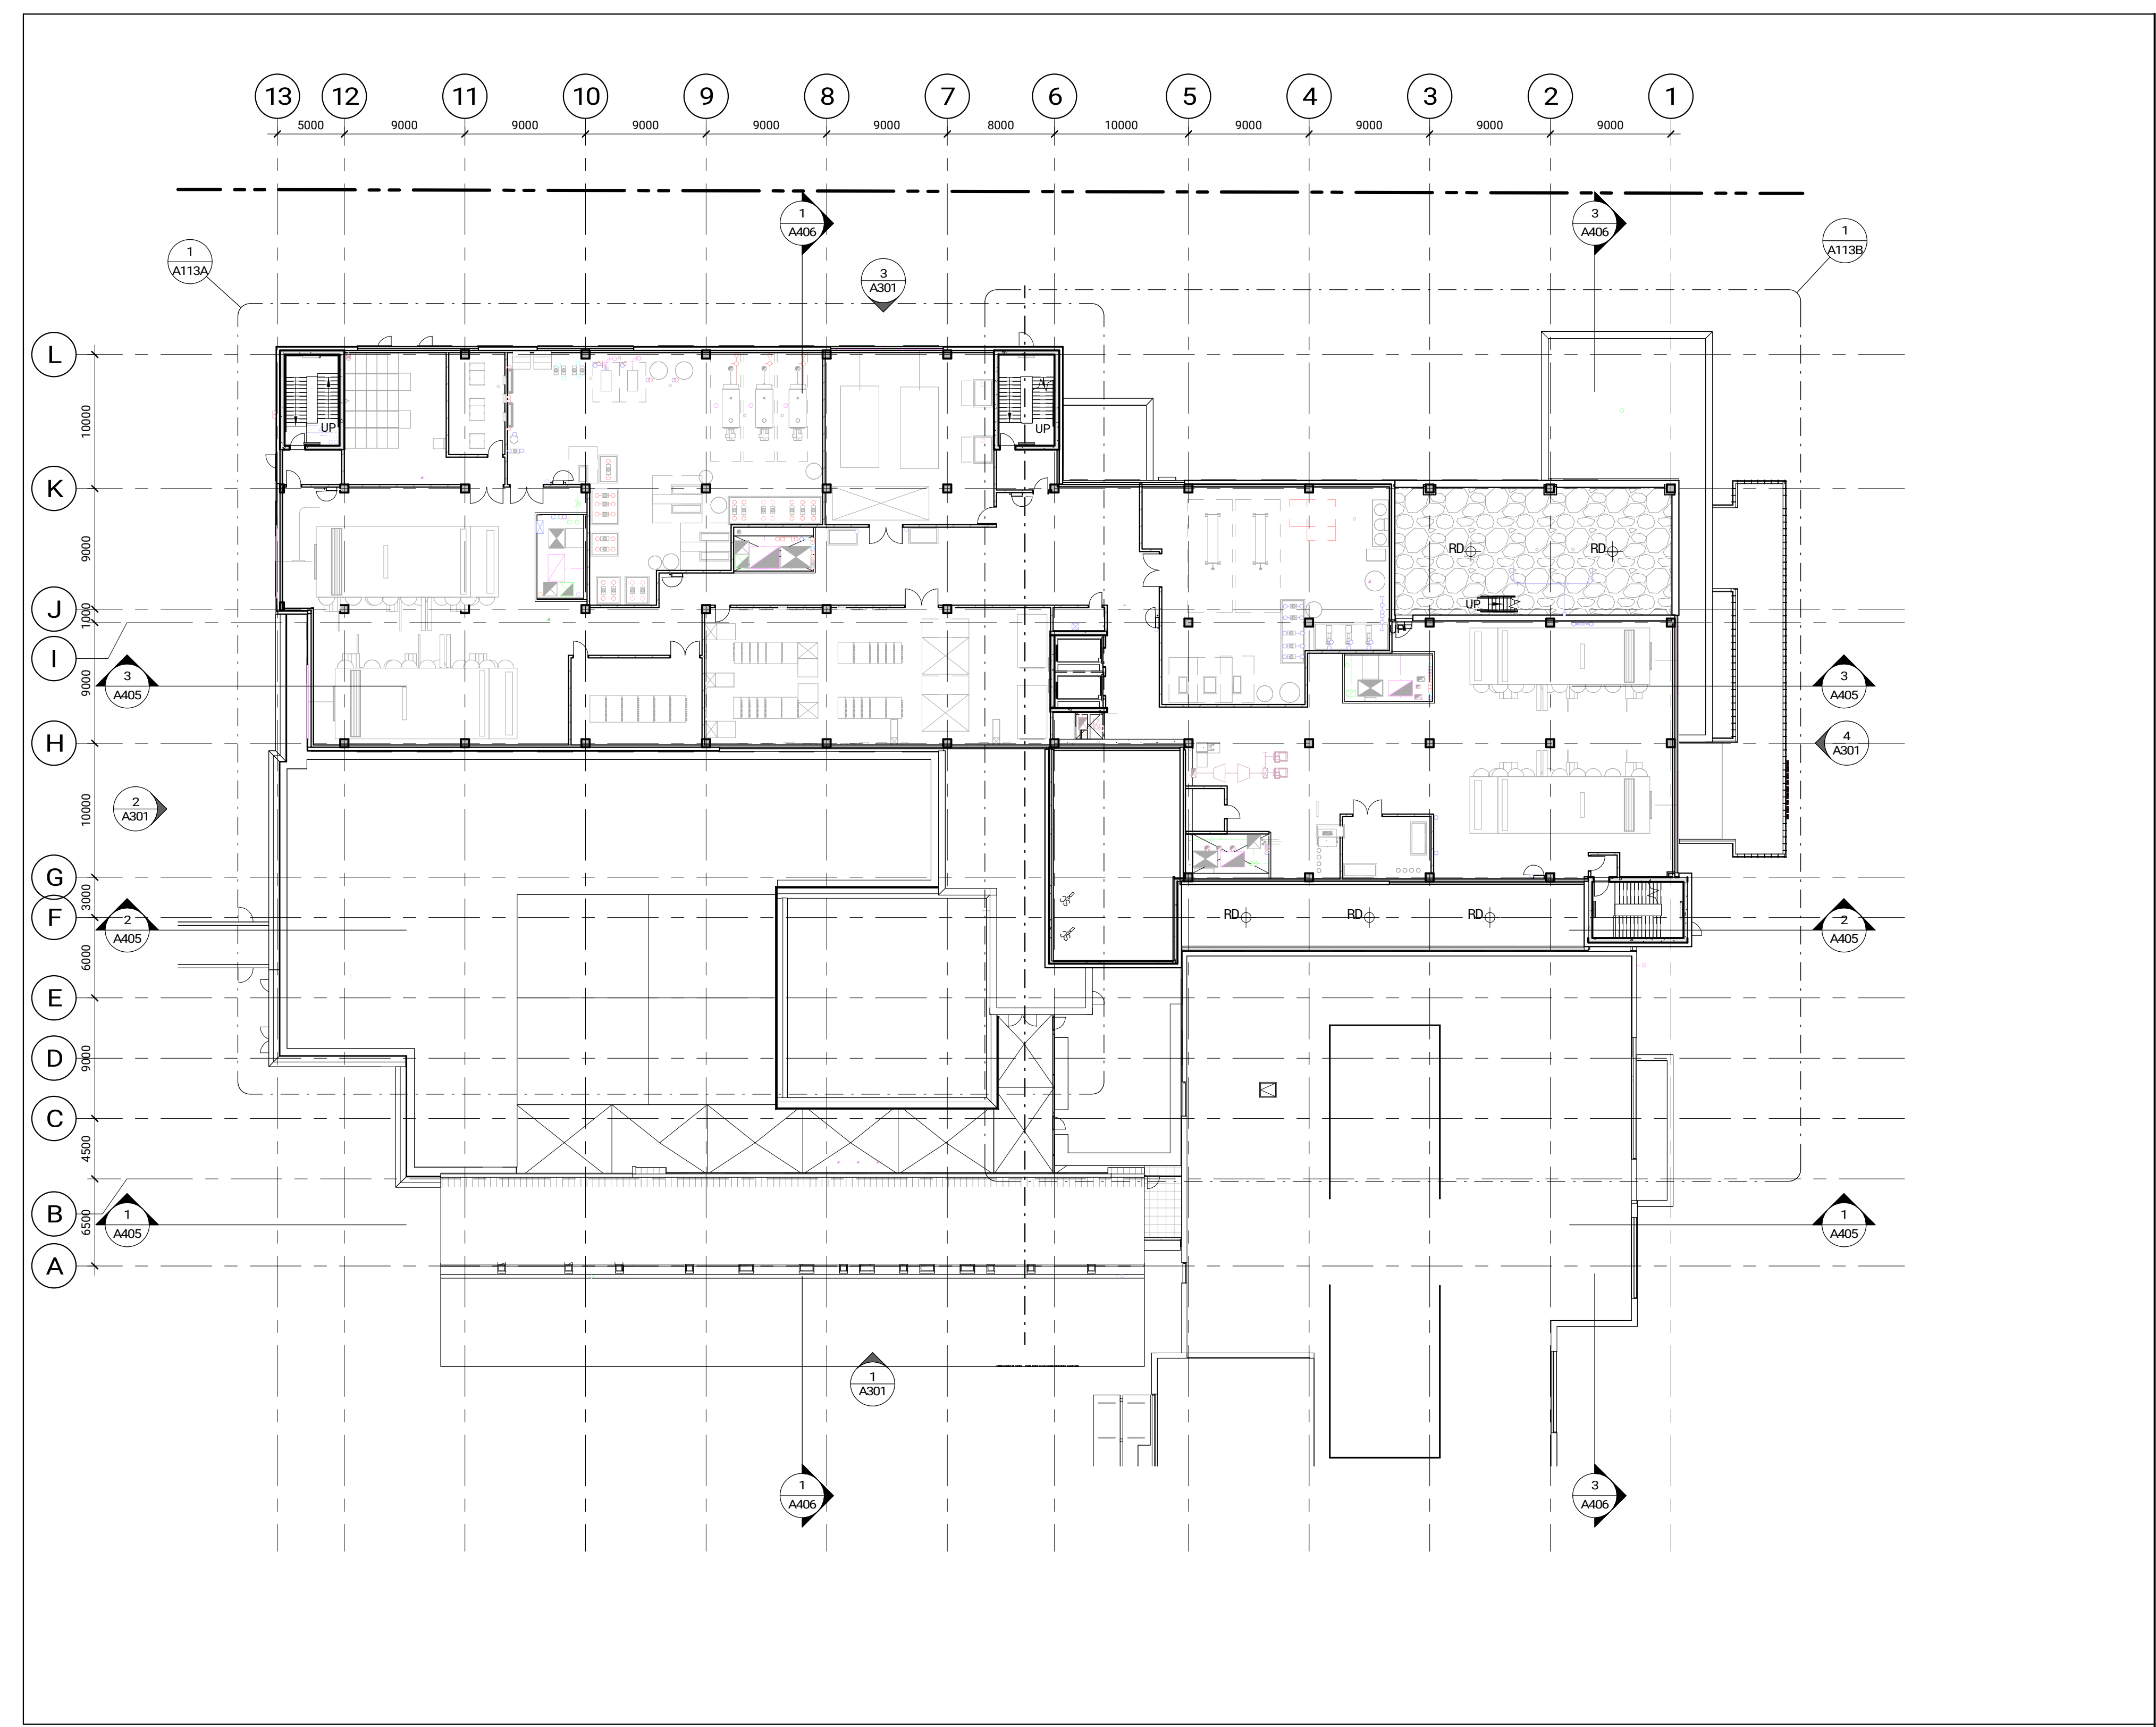 13 12 11 10 9 8 7 6 5 4 3 2 1
5000 9000 9000 9000 9000 9000 8000 10000 9000 9000 9000 9000
1
A406
3
A406
1
A113A
1
A113B
3
A301
L
10000
UP
UP
K
9000
RD
RD
J
UP
1000
I
3
A405
9000
3
A405
H
4
A301
2
A301
10000
G
3000
F
2
A405
RD
RD
RD
2
A405
6000
E
D
9000
C
4500
B
1
A405
6500
1
A405
A
1
A301
1
A406
3
A406